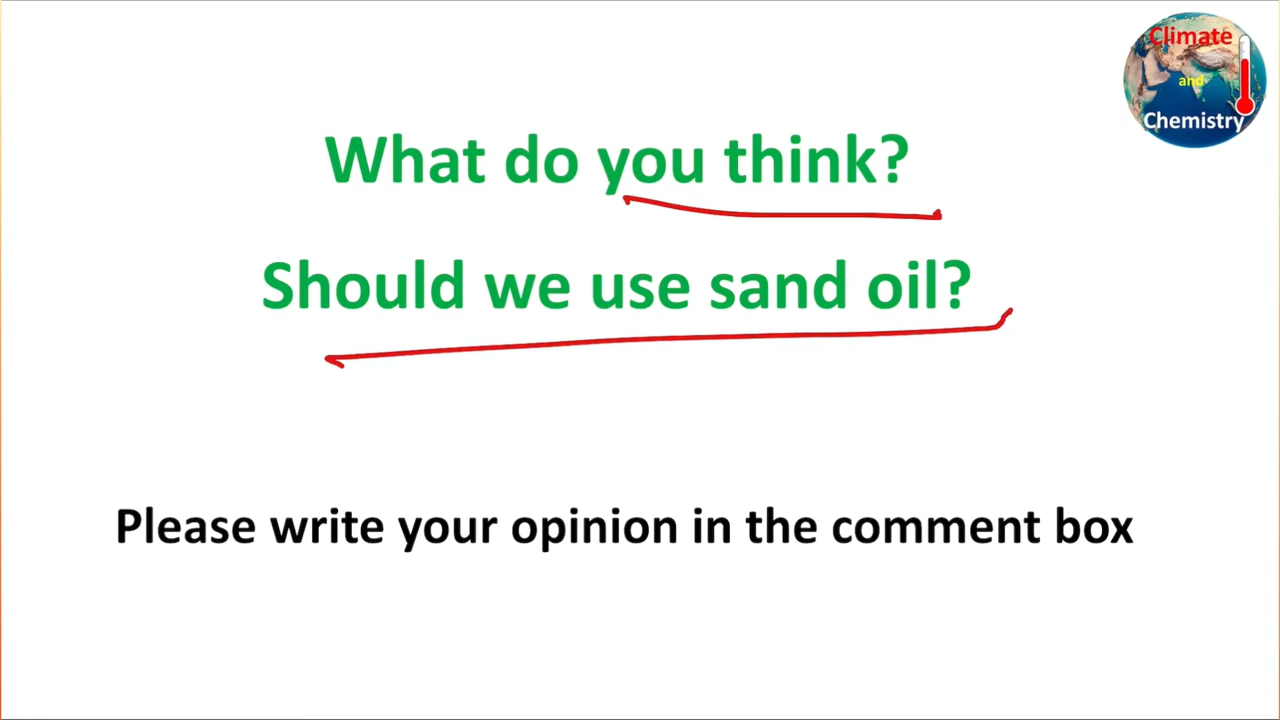 Climate
and
Chemistry
What do you think?
Should we use sand oil?
Please write your opinion in the comment box